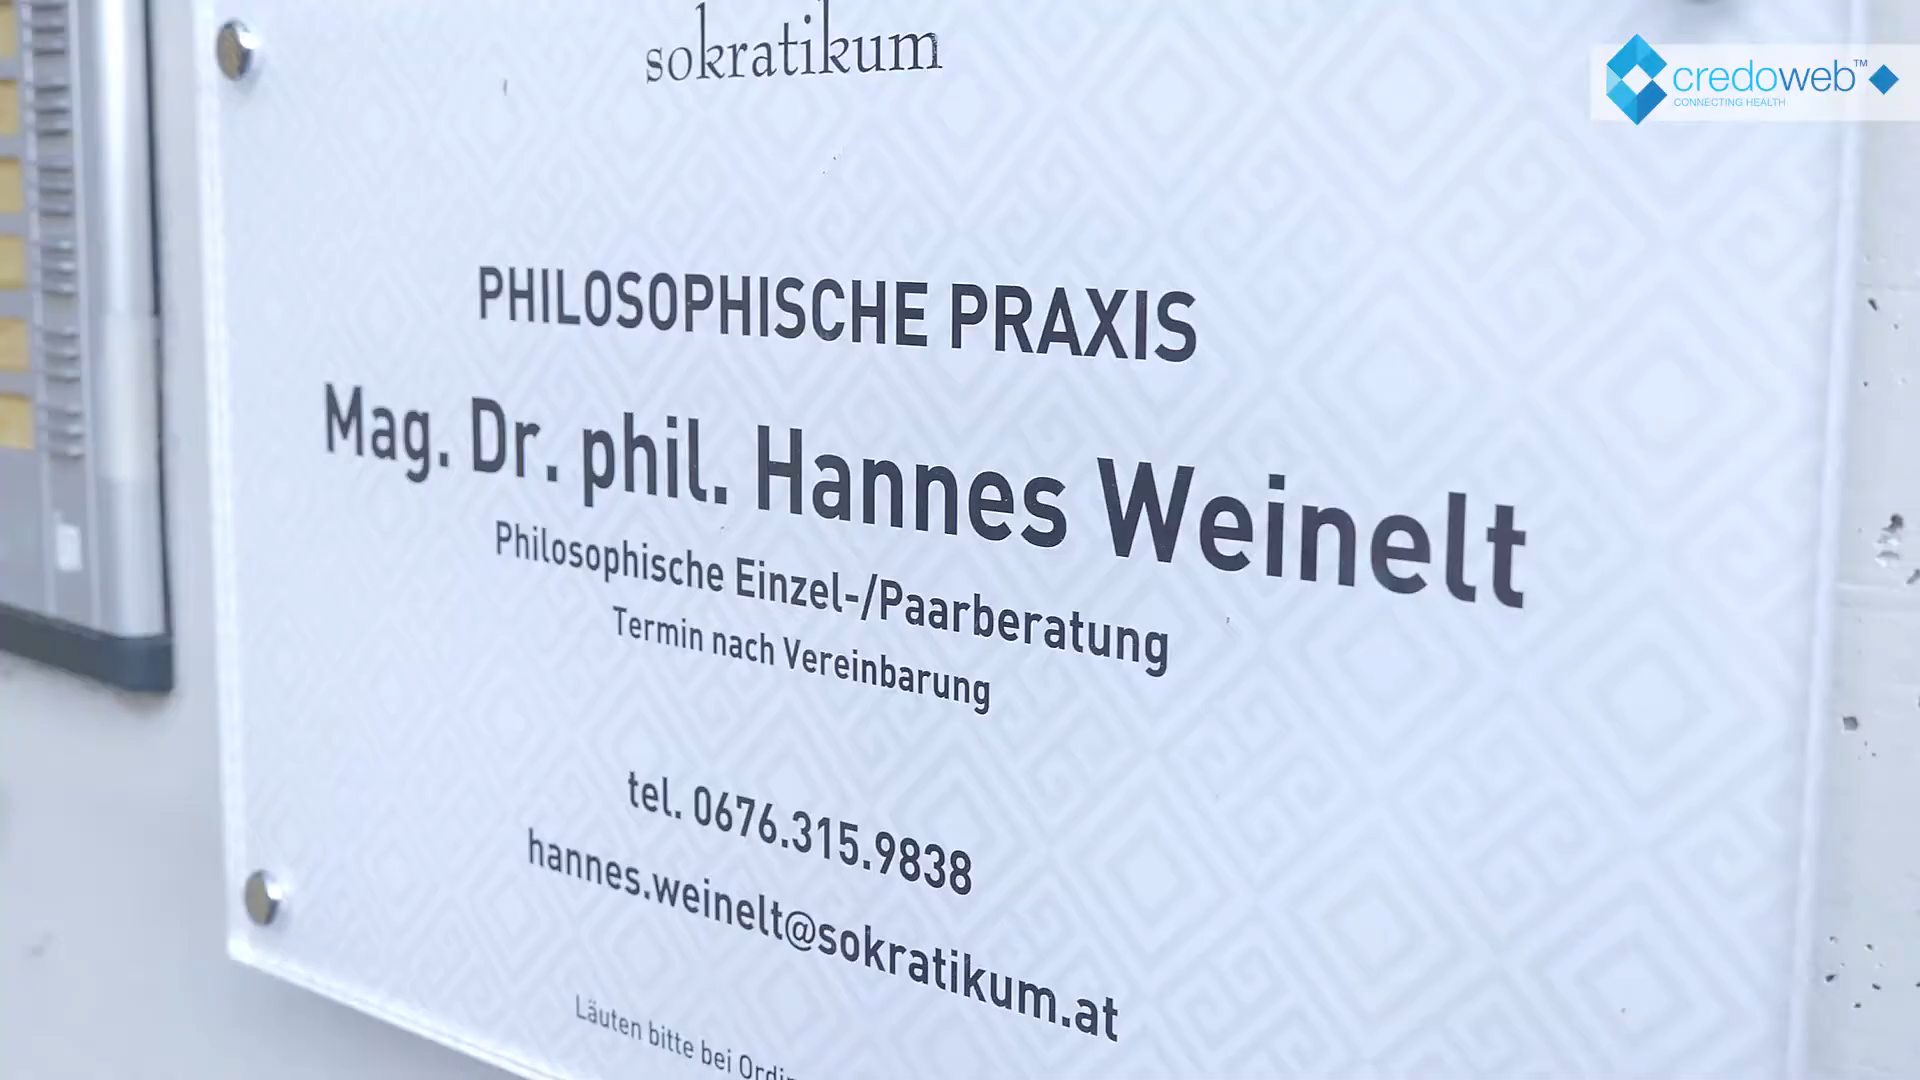 sokratikum
credoweb™
CONNECTING HEALTH
PHILOSOPHISCHE PRAXIS
Mag. Dr. phil. Hannes Weinelt
Philosophische Einzel-/Paarberatung
Termin nach Vereinbarung
tel. 0676.315.9838
hannes.weinelt@sokratikum.at
Läuten bitte bei